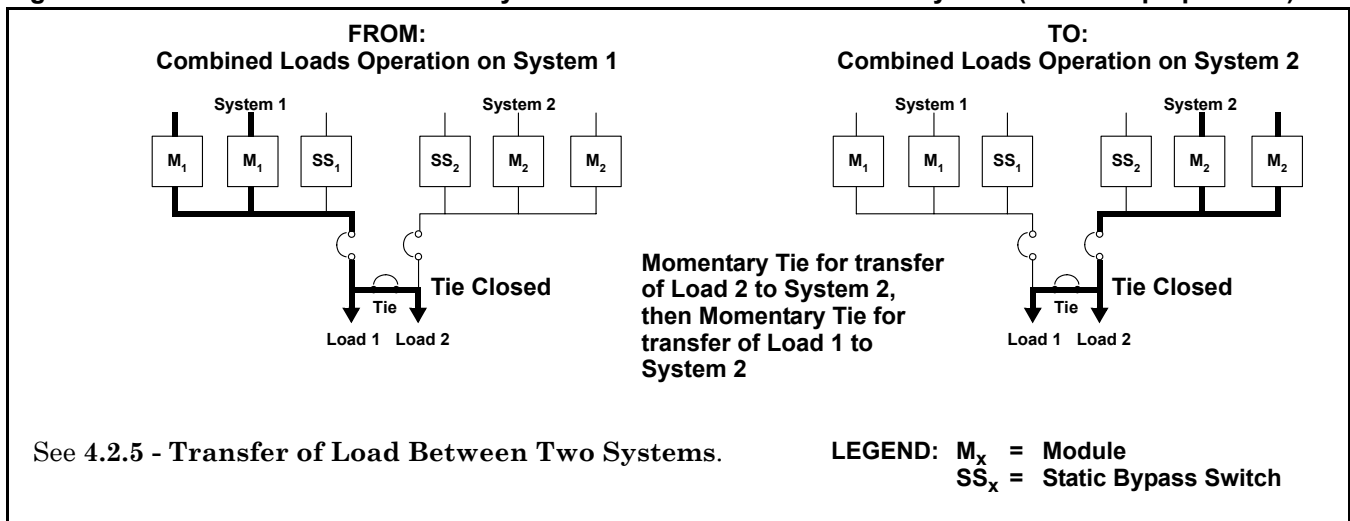 FROM:
Combined Loads Operation on System 1
System 1
System 2
M1
M1
SS1
SS2
M2
M2
Tie Closed
Tie
Load 1
Load 2
Momentary Tie for transfer
of Load 2 to System 2,
then Momentary Tie for
transfer of Load 1 to
System 2
TO:
Combined Loads Operation on System 2
System 1
System 2
M1
M1
SS1
SS2
M2
M2
Tie Closed
Tie
Load 1
Load 2
See 4.2.5 - Transfer of Load Between Two Systems.
LEGEND: Mx = Module
SSx = Static Bypass Switch